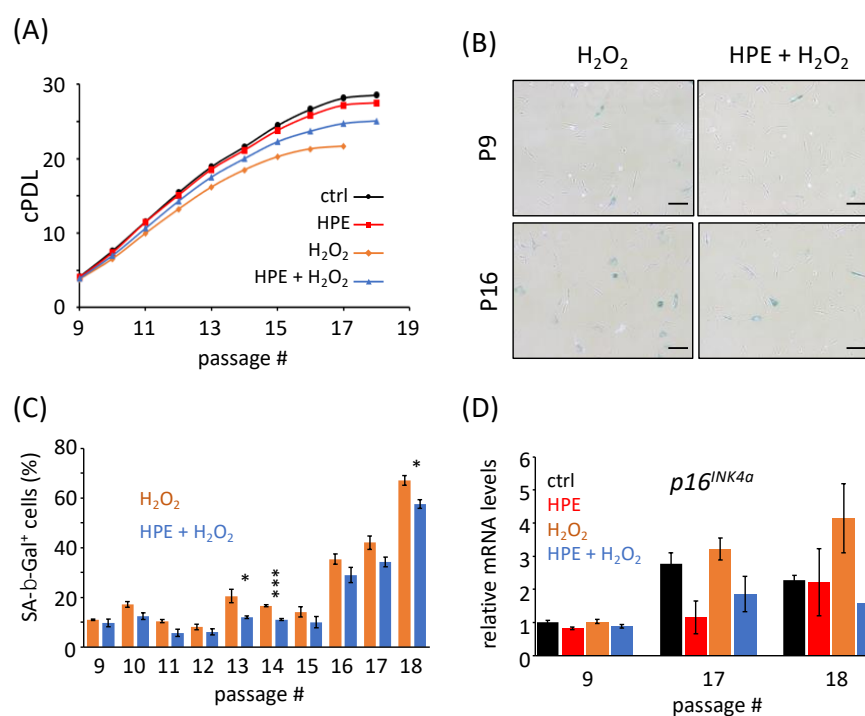 (A)
30
20
10
0
cPDL
ctrl
HPE
H₂O₂
HPE + H₂O₂
9 11 13 15 17 19
passage #
(B)
H₂O₂ HPE + H₂O₂
P9
P16
(C)
80
60
40
20
0
SA-b-Gal⁺ cells (%)
H₂O₂
HPE + H₂O₂
* *** *
9 10 11 12 13 14 15 16 17 18
passage #
(D)
6
5
4
3
2
1
0
relative mRNA levels
ctrl
HPE
H₂O₂
HPE + H₂O₂
p16ᴵᴺᴷ⁴ᵃ
9 17 18
passage #